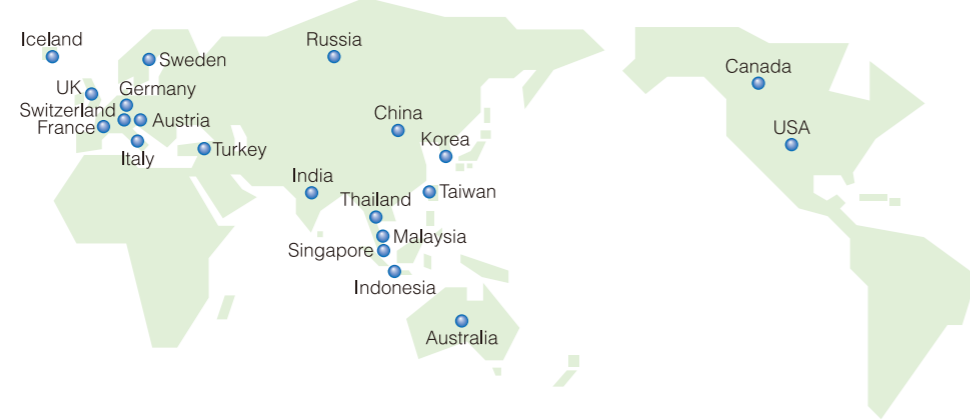 Iceland
Russia
Sweden
Canada
UK
Germany
Switzerland
China
Austria
France
USA
Korea
Turkey
Italy
India
Taiwan
Thailand
Malaysia
Singapore
Indonesia
Australia